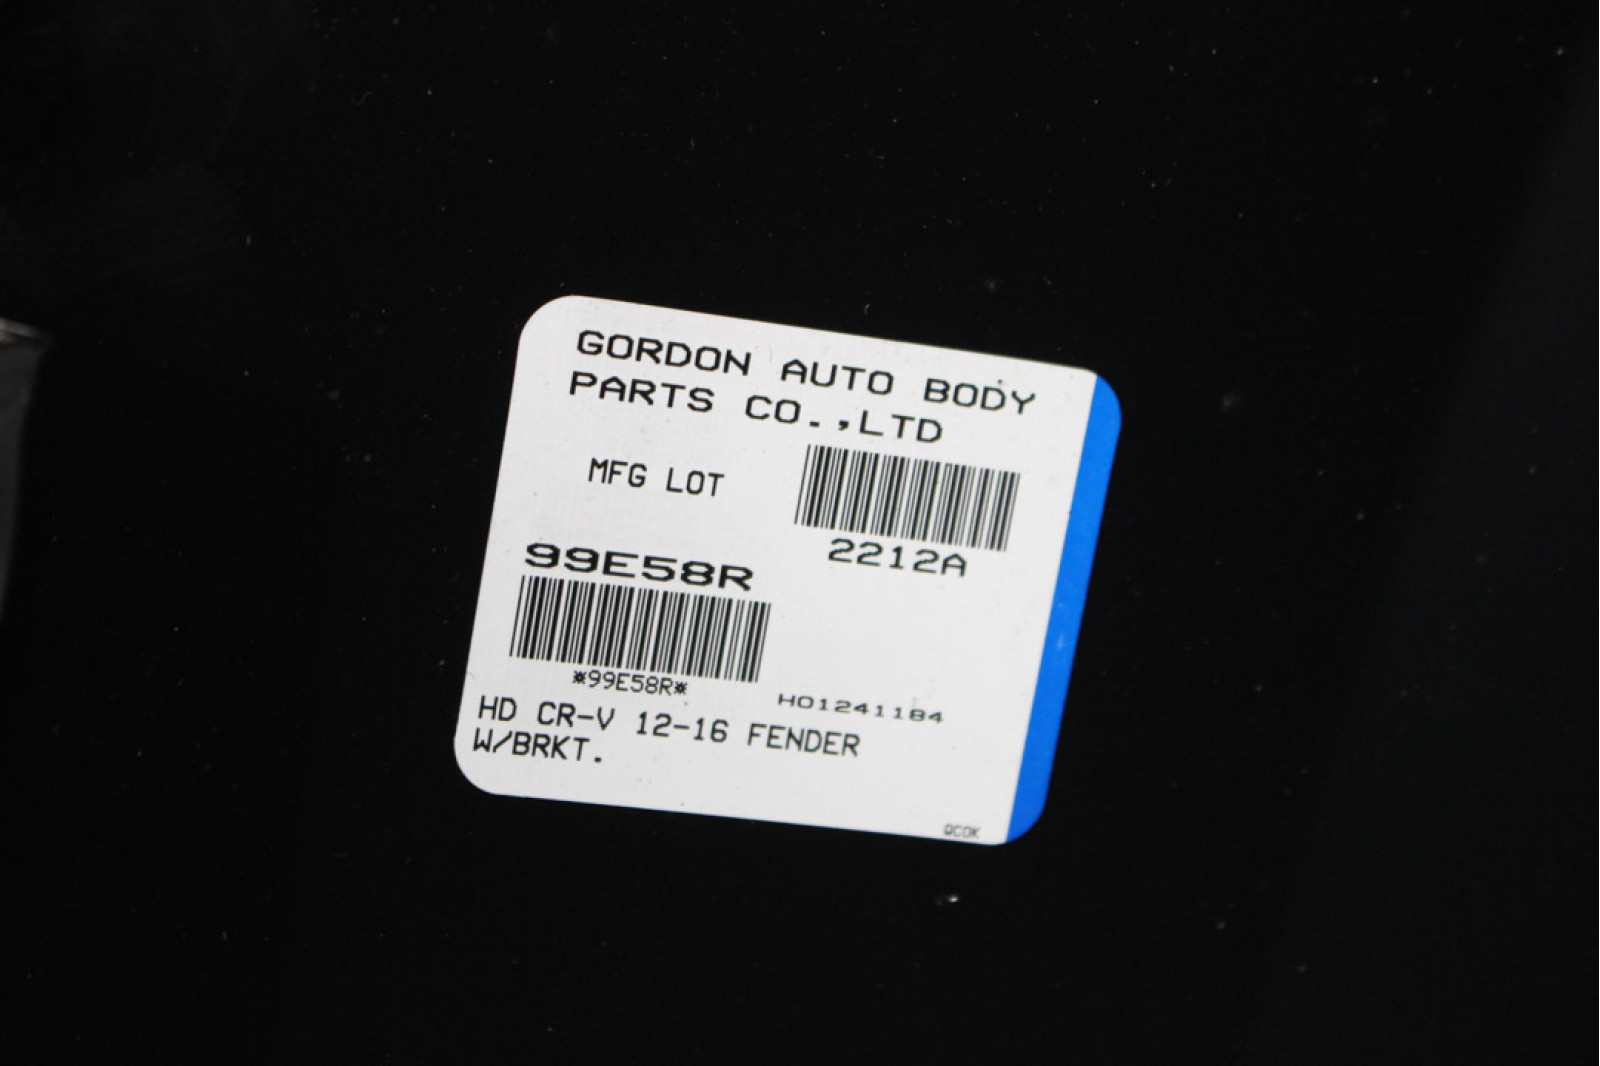 GORDON AUTO BODY
PARTS CO.,LTD
MFG LOT
2212A
99E58R
*99E58R*
HO1241184
HD CR-V 12-16 FENDER
W/BRKT.
QCOK